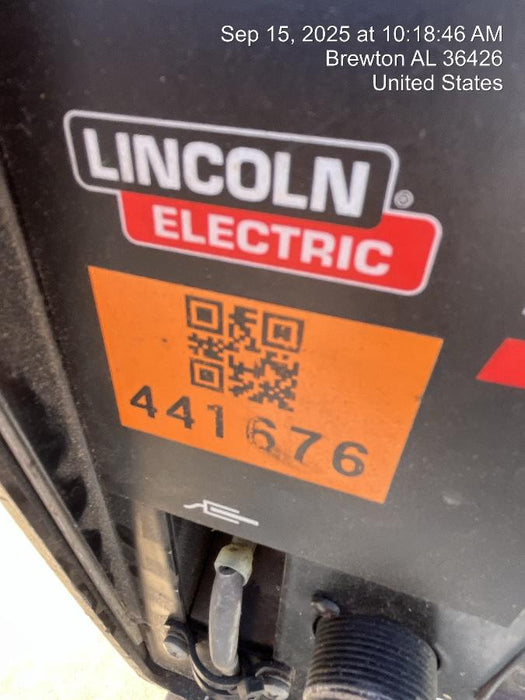 Sep 15, 2025 at 10:18:46 AM
Brewton AL 36426
United States
LINCOLN
®
ELECTRIC
441676